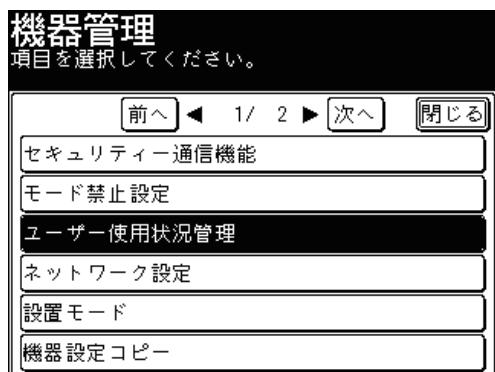 機器管理
項目を選択してください。
前へ ◀ 1/ 2 ▶ 次へ 閉じる
セキュリティー通信機能
モード禁止設定
ユーザー使用状況管理
ネットワーク設定
設置モード
機器設定コピー